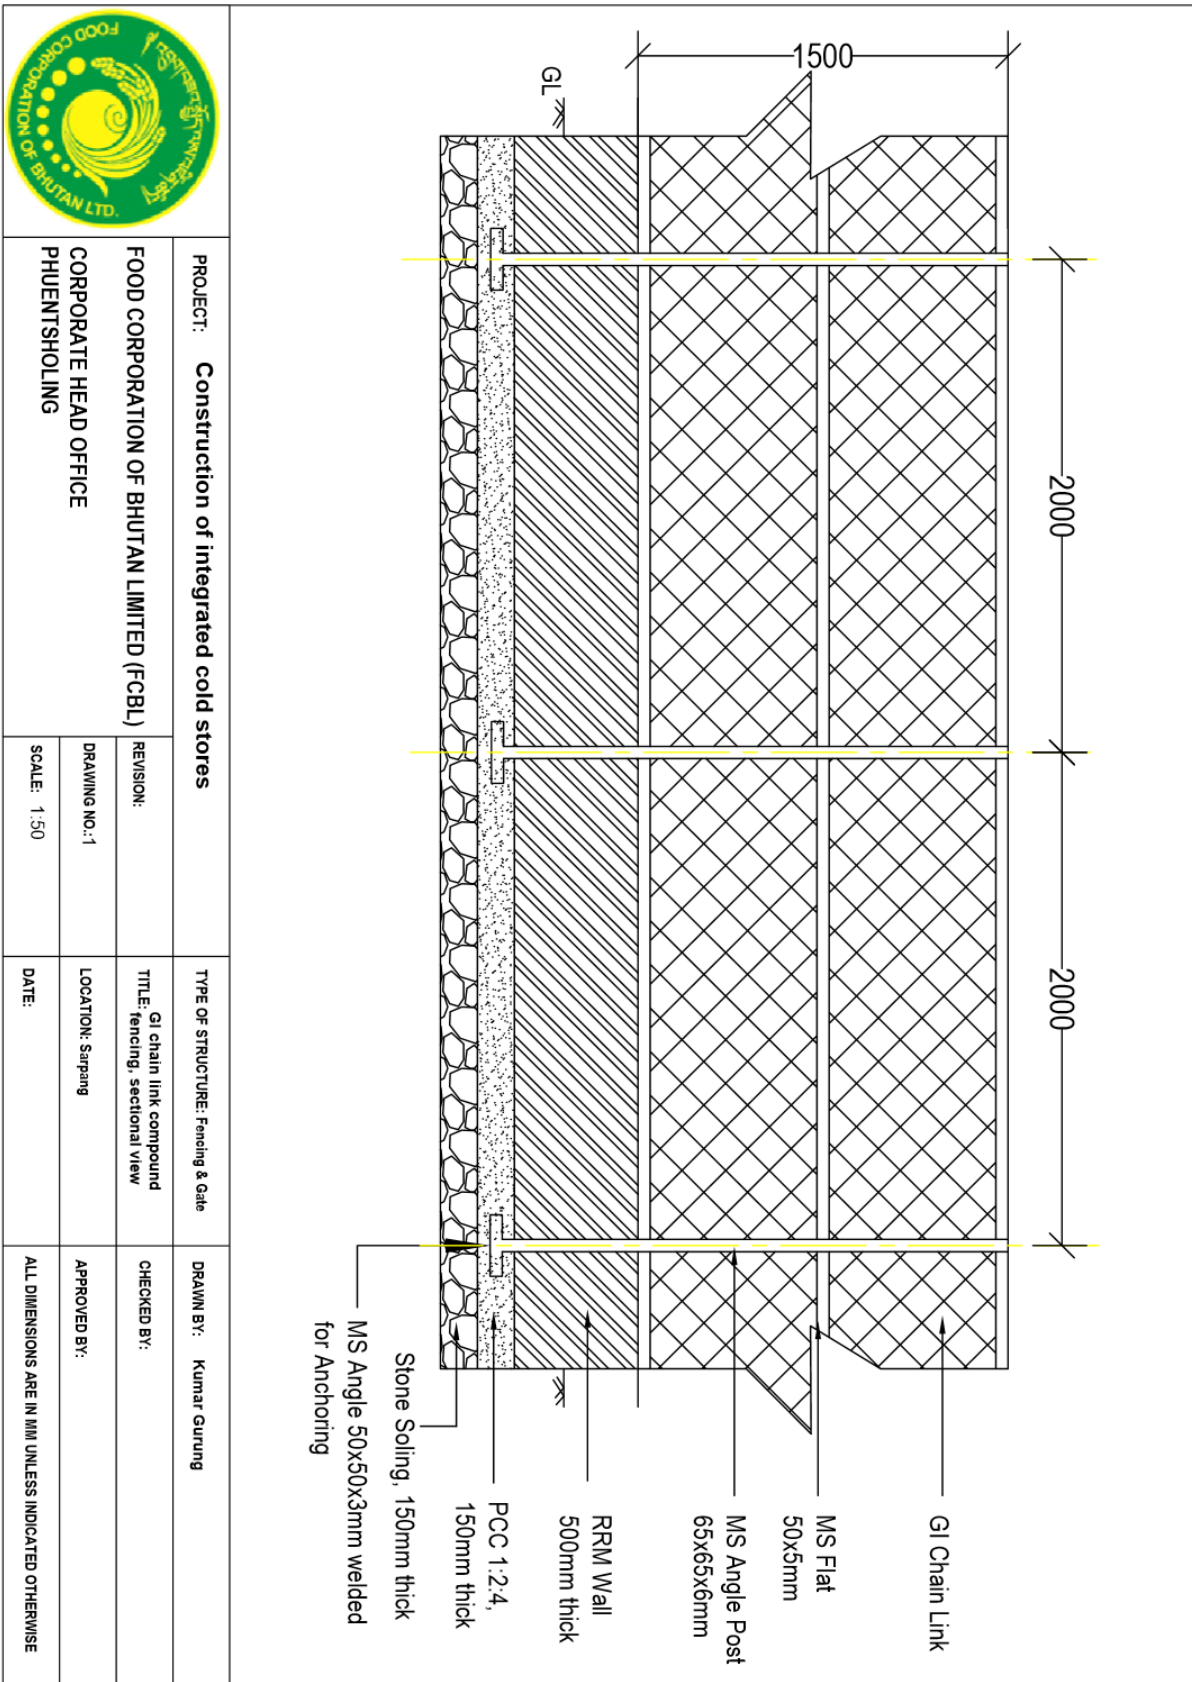 1500
2000
2000
GL
GI Chain Link
MS Flat
50x5mm
MS Angle Post
65x65x6mm
RRM Wall
500mm thick
PCC 1:2:4,
150mm thick
Stone Soling, 150mm thick
MS Angle 50x50x3mm welded
for Anchoring
FOOD CORPORATION OF BHUTAN LTD.
PROJECT: Construction of integrated cold stores
FOOD CORPORATION OF BHUTAN LIMITED (FCBL)
CORPORATE HEAD OFFICE
PHUENTSHOLING
REVISION:
DRAWING NO.:1
SCALE: 1:50
TYPE OF STRUCTURE: Fencing & Gate
TITLE: GI chain link compound
fencing, sectional view
LOCATION: Sarpang
DATE:
DRAWN BY: Kumar Gurung
CHECKED BY:
APPROVED BY:
ALL DIMENSIONS ARE IN MM UNLESS INDICATED OTHERWISE